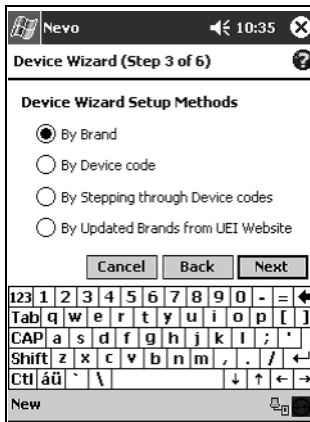 Nevo 10:35
Device Wizard (Step 3 of 6)
Device Wizard Setup Methods
By Brand
By Device code
By Stepping through Device codes
By Updated Brands from UEI Website
Cancel Back Next
123 1 2 3 4 5 6 7 8 9 0 - =
Tab q w e r t y u i o p [ ]
CAP a s d f g h j k l ; '
Shift z x c v b n m , . /
Ctl áü ` \
New